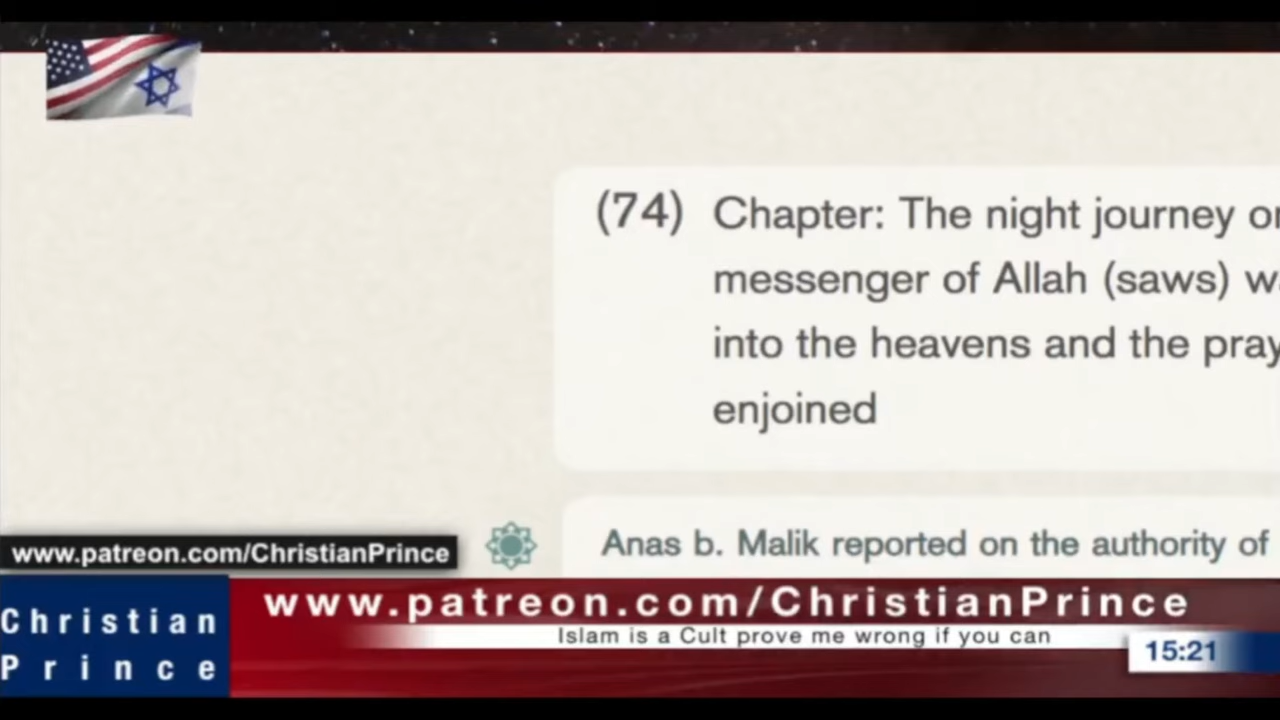 (74) Chapter: The night journey
messenger of Allah (saws)
into the heavens and the
enjoined
Anas b. Malik reported on the authority of
www.patreon.com/ChristianPrince
Christian
Prince
www.patreon.com/ChristianPrince
Islam is a Cult prove me wrong if you can
15:21